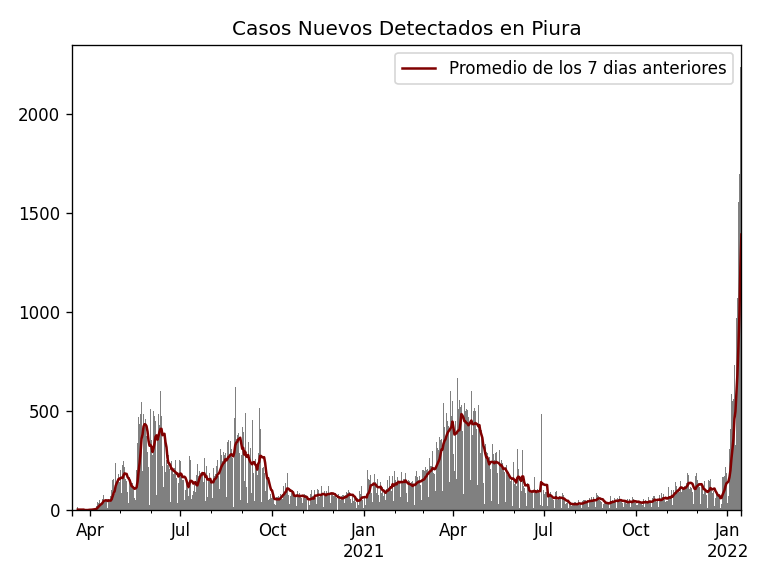 Casos Nuevos Detectados en Piura
Promedio de los 7 dias anteriores
2000
1500
1000
500
0
Apr Jul Oct Jan Apr Jul Oct Jan
2021 2022